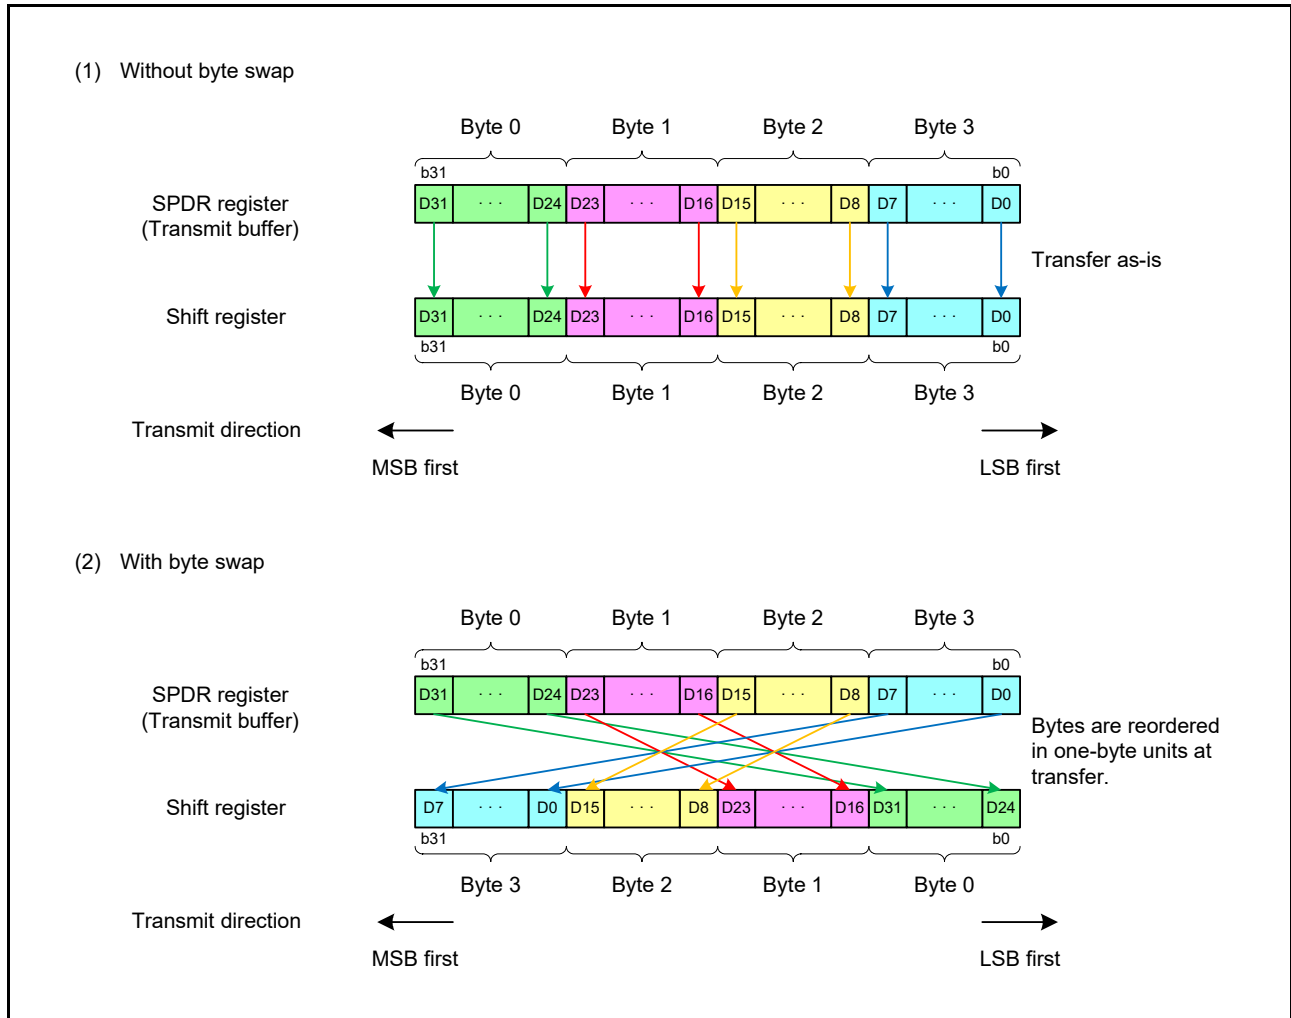 (1) Without byte swap
Byte 0 Byte 1 Byte 2 Byte 3
b31 b0
SPDR register
(Transmit buffer)
D31 · · · D24 D23 · · · D16 D15 · · · D8 D7 · · · D0
Transfer as-is
Shift register
D31 · · · D24 D23 · · · D16 D15 · · · D8 D7 · · · D0
b31 b0
Byte 0 Byte 1 Byte 2 Byte 3
Transmit direction
MSB first LSB first
(2) With byte swap
Byte 0 Byte 1 Byte 2 Byte 3
b31 b0
SPDR register
(Transmit buffer)
D31 · · · D24 D23 · · · D16 D15 · · · D8 D7 · · · D0
Bytes are reordered
in one-byte units at
transfer.
Shift register
D7 · · · D0 D15 · · · D8 D23 · · · D16 D31 · · · D24
b31 b0
Byte 3 Byte 2 Byte 1 Byte 0
Transmit direction
MSB first LSB first